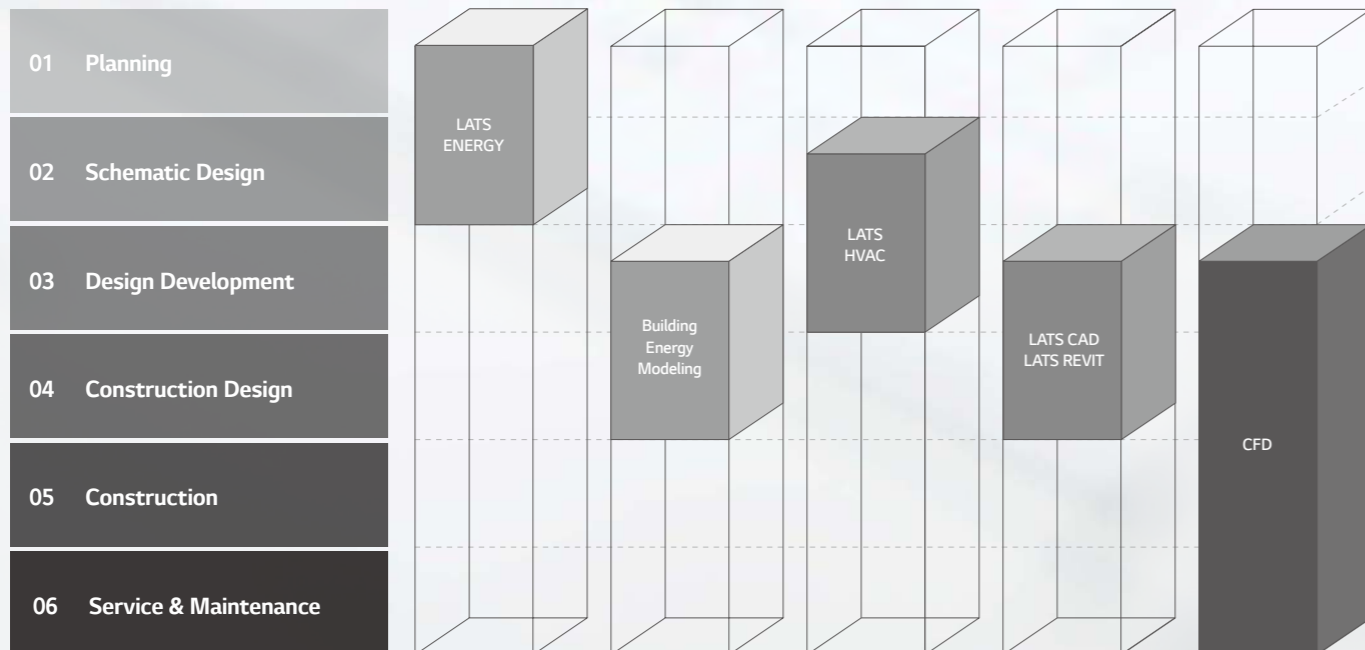 01 Planning
02 Schematic Design
03 Design Development
04 Construction Design
05 Construction
06 Service & Maintenance
LATS
ENERGY
Building
Energy
Modeling
LATS
HVAC
LATS CAD
LATS REVIT
CFD